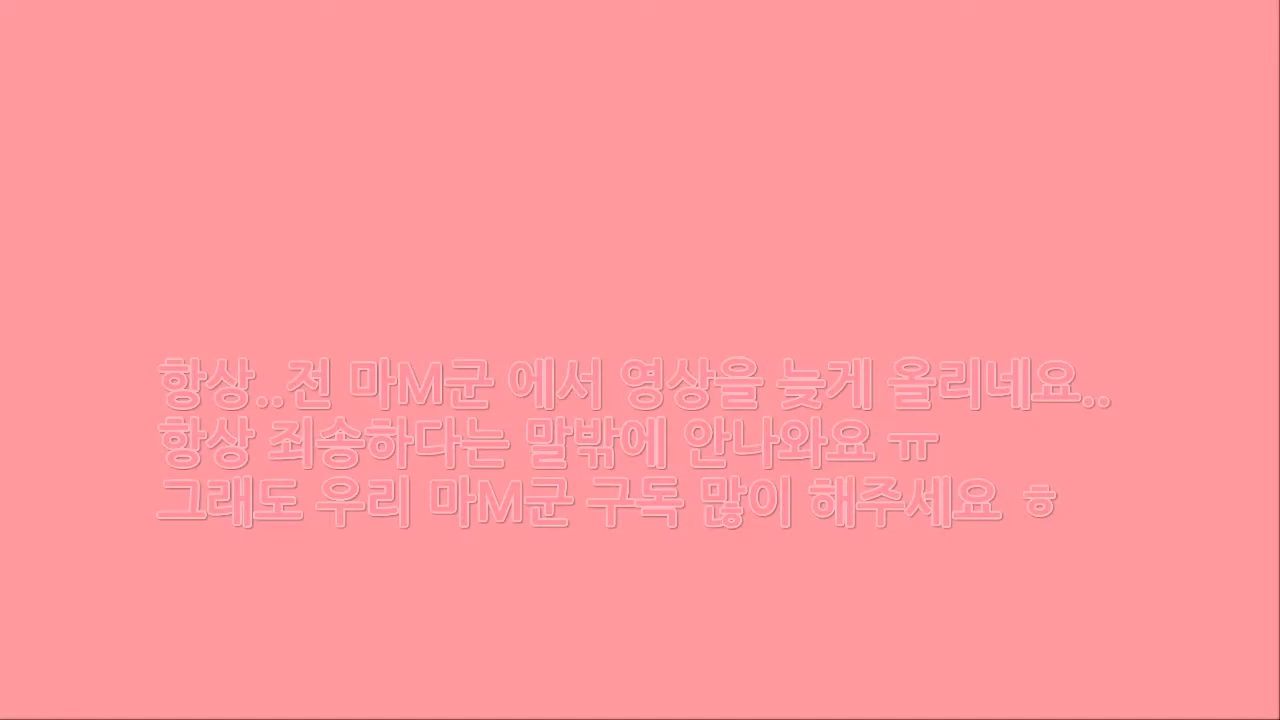 항상..전 마M군 에서 영상을 늦게 올리네요..
항상 죄송하다는 말밖에 안나와요 ㅠ
그래도 우리 마M군 구독 많이 해주세요 ㅎ